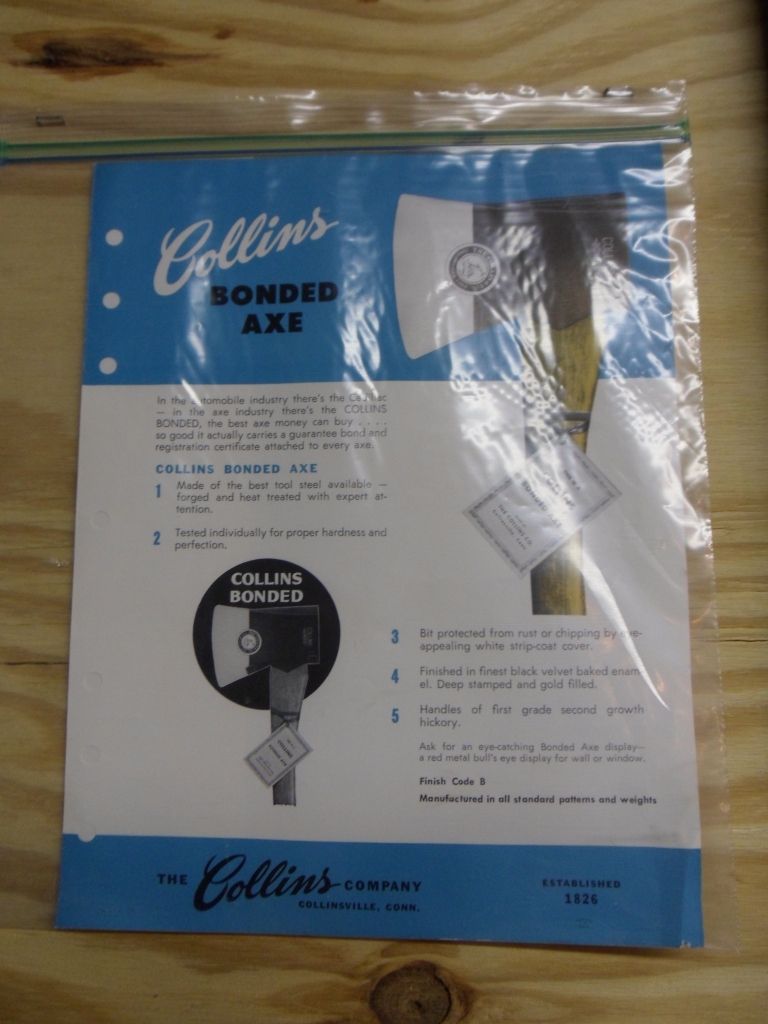 Collins
BONDED
AXE
In the automobile industry there's the Cadillac
— in the axe industry there's the COLLINS
BONDED, the best axe money can buy . . . .
so good it actually carries a guarantee bond and
registration certificate attached to every axe.
COLLINS BONDED AXE
1 Made of the best tool steel available —
forged and heat treated with expert at-
tention.
2 Tested individually for proper hardness and
perfection.
COLLINS
BONDED
COLLINS
BONDED AXE
THE COLLINS CO.
3 Bit protected from rust or chipping by eye-
appealing white strip-coat cover.
4 Finished in finest black velvet baked enam-
el. Deep stamped and gold filled.
5 Handles of first grade second growth
hickory.
Ask for an eye-catching Bonded Axe display—
a red metal bull's eye display for wall or window.
Finish Code B
Manufactured in all standard patterns and weights
THE Collins COMPANY
COLLINSVILLE, CONN.
ESTABLISHED
1826